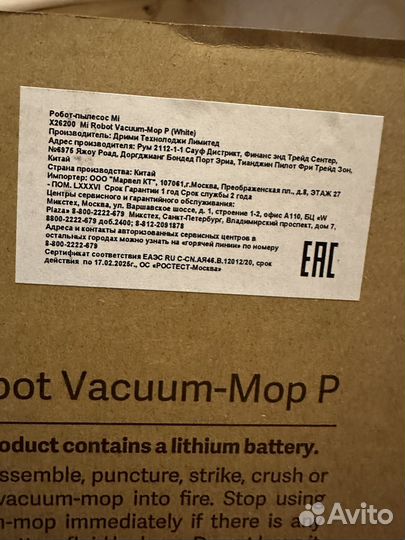 Робот-пылесос Mi
X26200 Mi Robot Vacuum-Mop P (White)
Производитель: Дрими Технолоджи Лимитед
Адрес производителя: Рум 2112-1-1 Сауф Дистрикт, Финанс энд Трейд Сентер,
№6975 Яжоу Роад, Доргджианг Бондед Порт Эриа, Тианджин Пилот Фри Трейд Зон,
Китай
Страна производства: Китай
Импортер: ООО "Марвел КТ", 107061,г.Москва, Преображенская пл.,д.8, ЭТАЖ 27
- ПОМ. LXXXVI Срок Гарантии 1 год Срок службы 2 года
Центры сервисного и гарантийного обслуживания:
Микстех, Москва ул. Варшавское шоссе, д. 1, строение 1-2, офис А110, БЦ «W
Plaza» 8-800-2222-679 Микстех, Санкт-Петербург, Владимирский проспект, дом 7,
8-800-2222-679 доб.2400; 8-812-2091878
Адреса и контакты авторизованных сервисных центров в
остальных городах можно узнать на «горячей линии» по номеру
8-800-2222-679
Сертификат соответствия ЕАЭС RU C-CN.АЯ46.В.12012/20, срок
действия по 17.02.2025г., ОС «РОСТЕСТ-Москва»
EAC
bot Vacuum-Mop P
roduct contains a lithium battery.
ssemble, puncture, strike, crush or
vacuum-mop into fire. Stop using
m-mop immediately if there is any
Avito